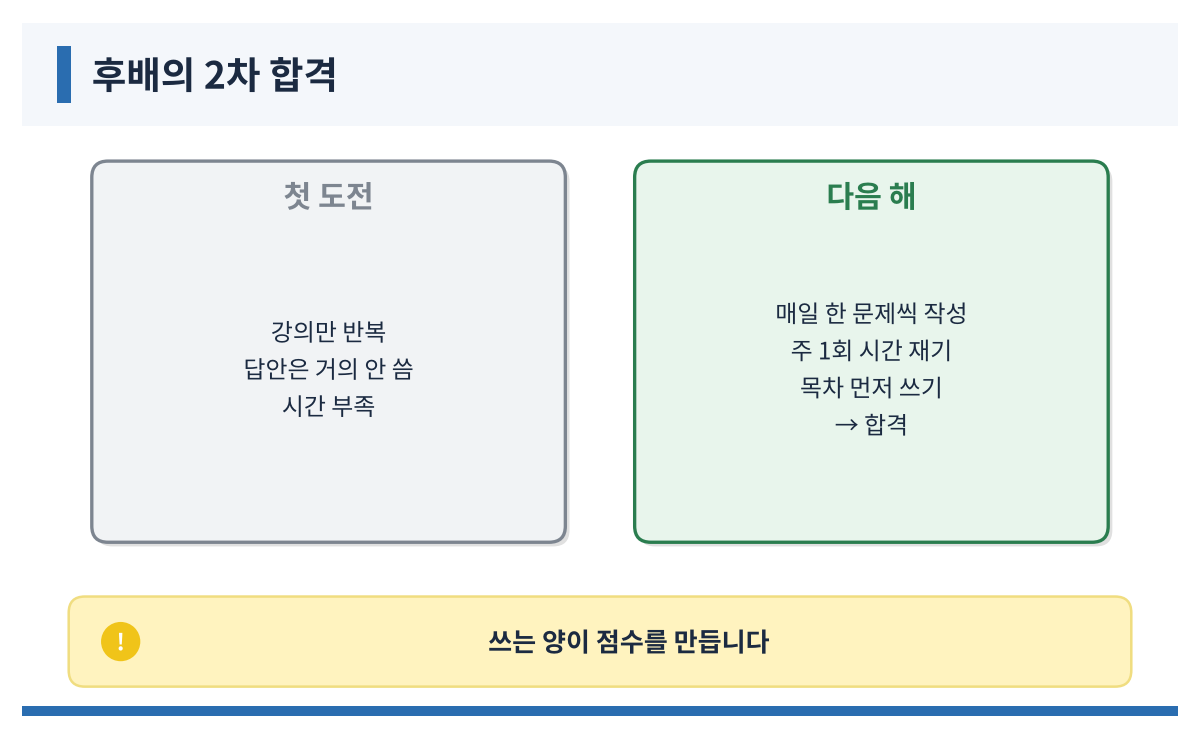 후배의 2차 합격
첫 도전
강의만 반복
답안은 거의 안 씀
시간 부족
다음 해
매일 한 문제씩 작성
주 1회 시간 재기
목차 먼저 쓰기
→ 합격
!
쓰는 양이 점수를 만듭니다